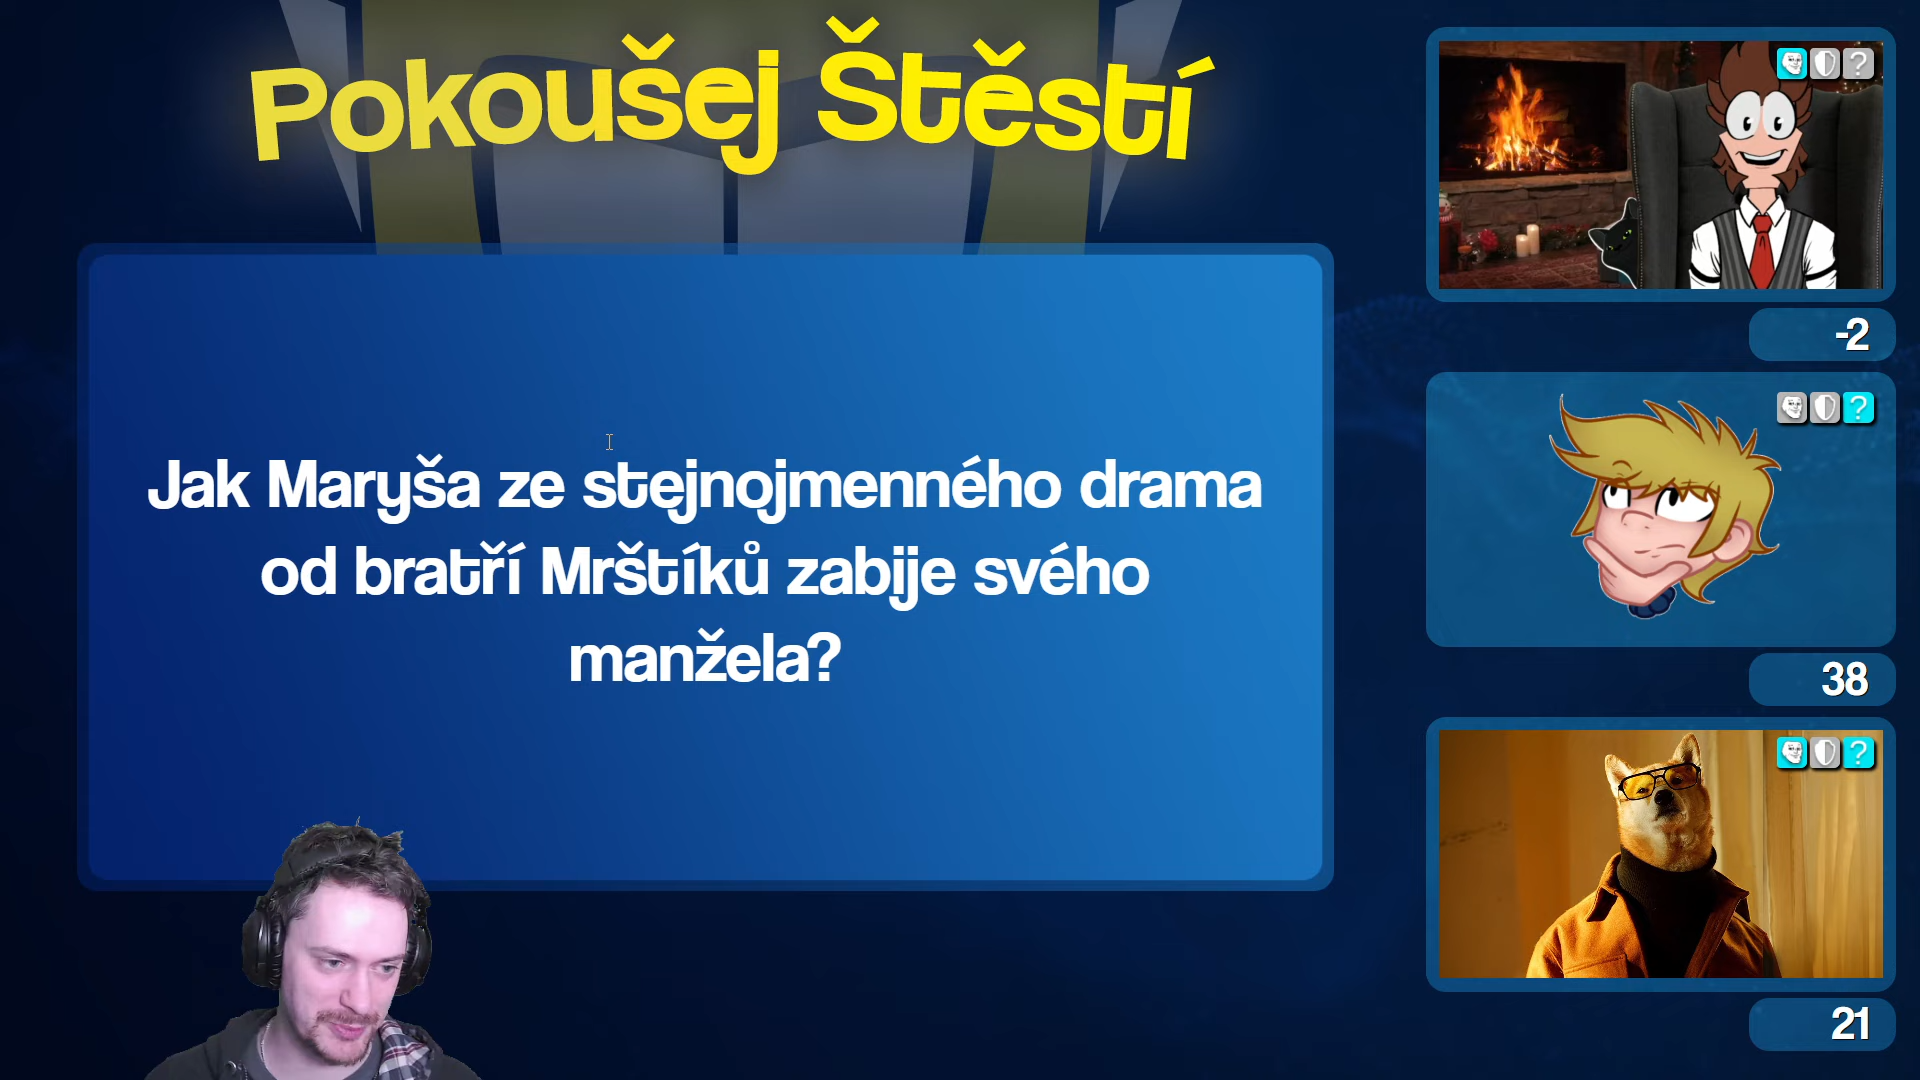 Pokoušej Štěstí
Jak Maryša ze stejnojmenného drama
od bratří Mrštíků zabije svého
manžela?
?
-2
?
38
?
21